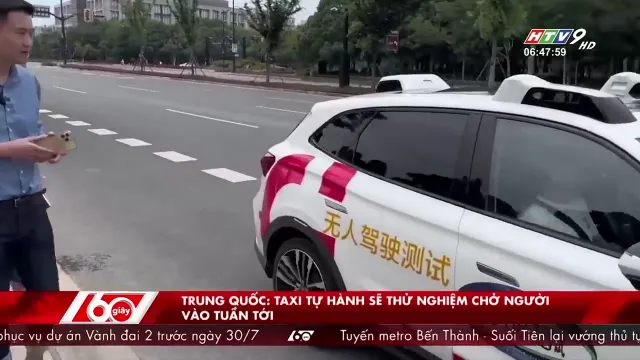 HTV9 HD
06:47:59
无人驾驶测试
60 giây
TRUNG QUỐC: TAXI TỰ HÀNH SẼ THỬ NGHIỆM CHỞ NGƯỜI
VÀO TUẦN TỚI
phục vụ dự án Vành đai 2 trước ngày 30/7 Tuyến metro Bến Thành - Suối Tiên lại vướng thủ tụ